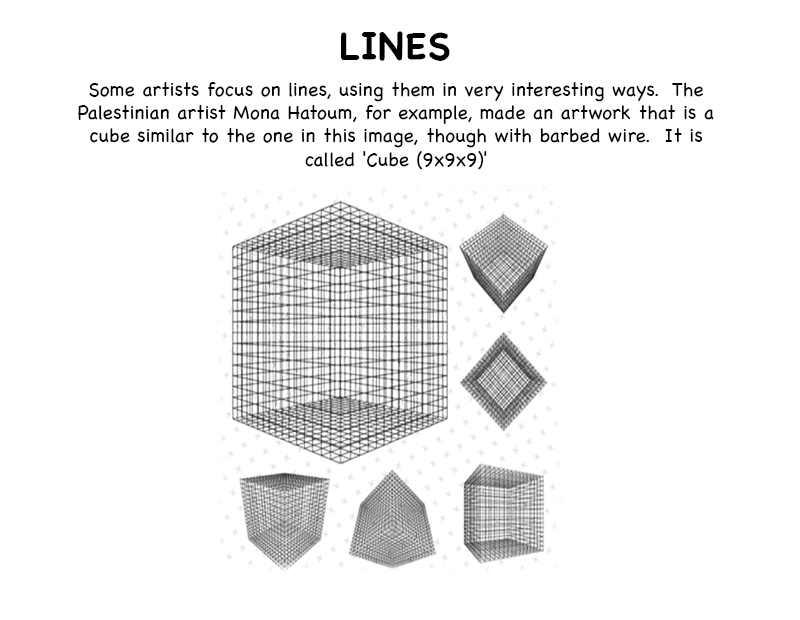 LINES
Some artists focus on lines, using them in very interesting ways.  The
Palestinian artist Mona Hatoum, for example, made an artwork that is a
cube similar to the one in this image, though with barbed wire.  It is
called 'Cube (9x9x9)'